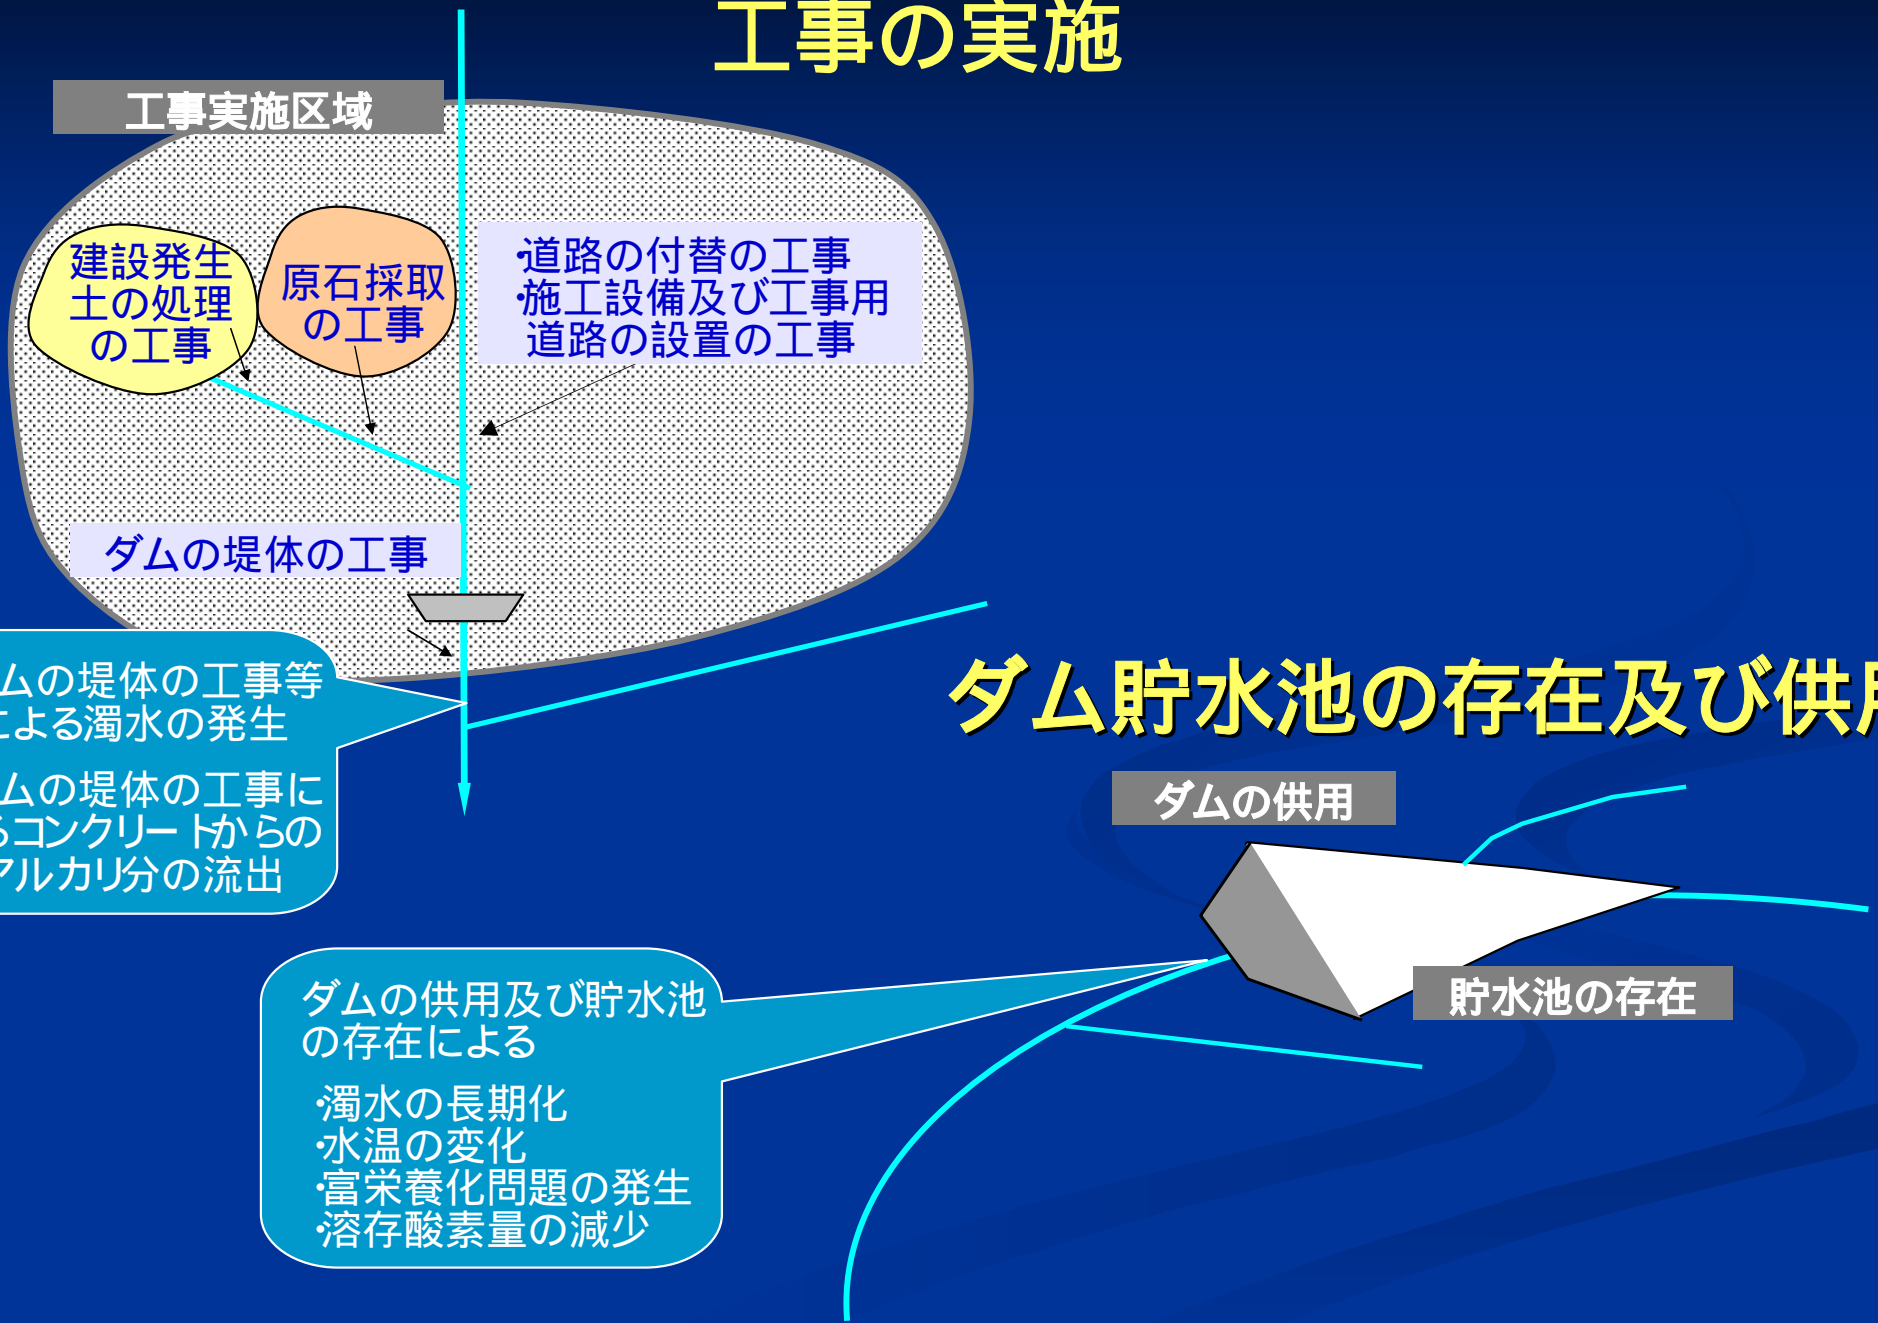 工事の実施
工事実施区域
建設発生
土の処理
の工事
原石採取
の工事
・道路の付替の工事
・施工設備及び工事用
道路の設置の工事
ダムの堤体の工事
ムの堤体の工事等
による濁水の発生
ムの堤体の工事に
るコンクリートからの
アルカリ分の流出
ダム貯水池の存在及び供用
ダムの供用
貯水池の存在
ダムの供用及び貯水池
の存在による
・濁水の長期化
・水温の変化
・富栄養化問題の発生
・溶存酸素量の減少